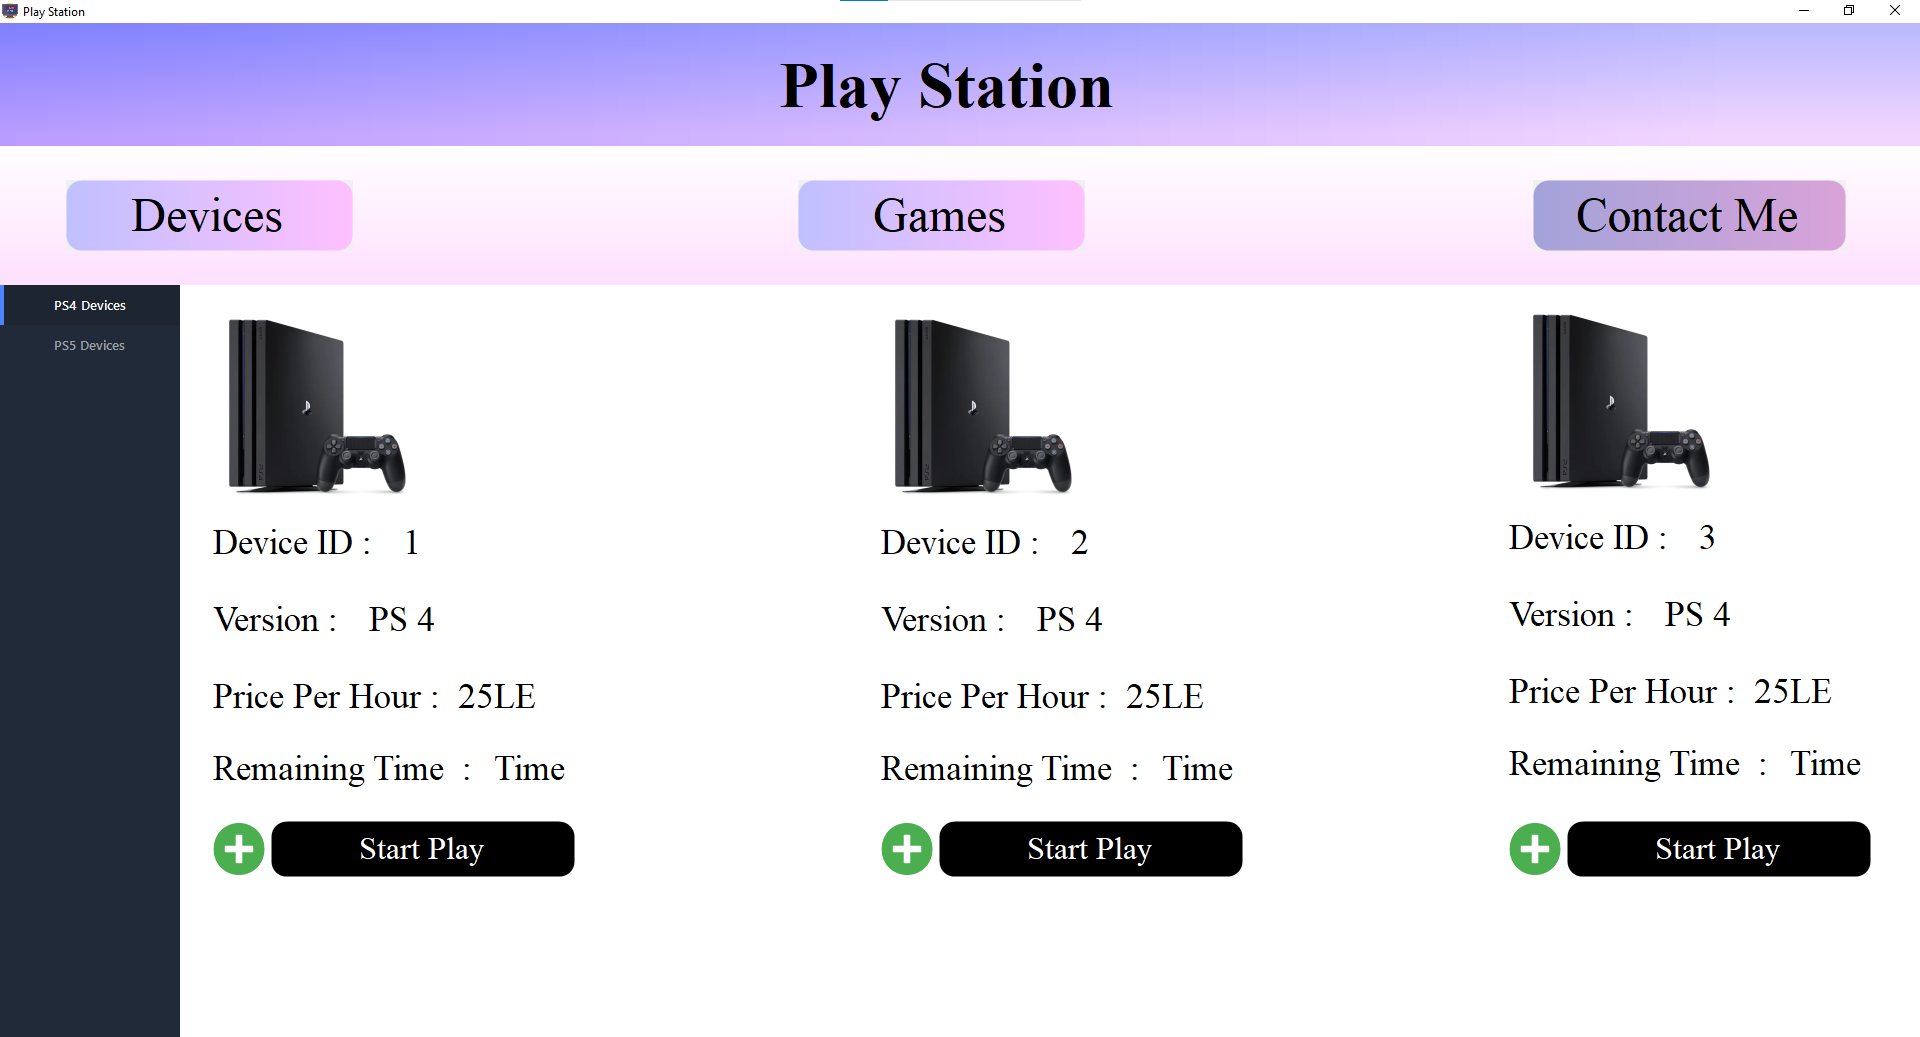 Play Station
Play Station
Devices
Games
Contact Me
PS4 Devices
PS5 Devices
Device ID : 1
Version : PS 4
Price Per Hour : 25LE
Remaining Time : Time
Start Play
Device ID : 2
Version : PS 4
Price Per Hour : 25LE
Remaining Time : Time
Start Play
Device ID : 3
Version : PS 4
Price Per Hour : 25LE
Remaining Time : Time
Start Play